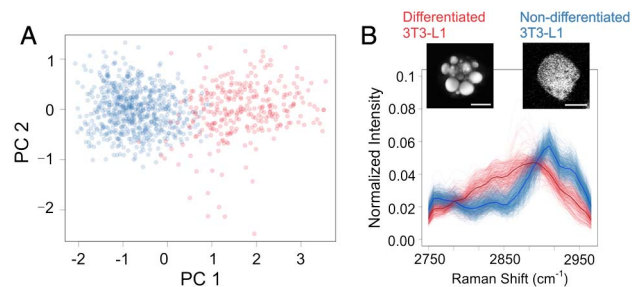 A
PC 2
1
0
−1
−2
-2
-1
0
1
2
3
PC 1
B
Differentiated
3T3-L1
Non-differentiated
3T3-L1
Normalized Intensity
0.1
0.08
0.06
0.04
0.02
0.00
2750
2850
2950
Raman Shift (cm⁻¹)